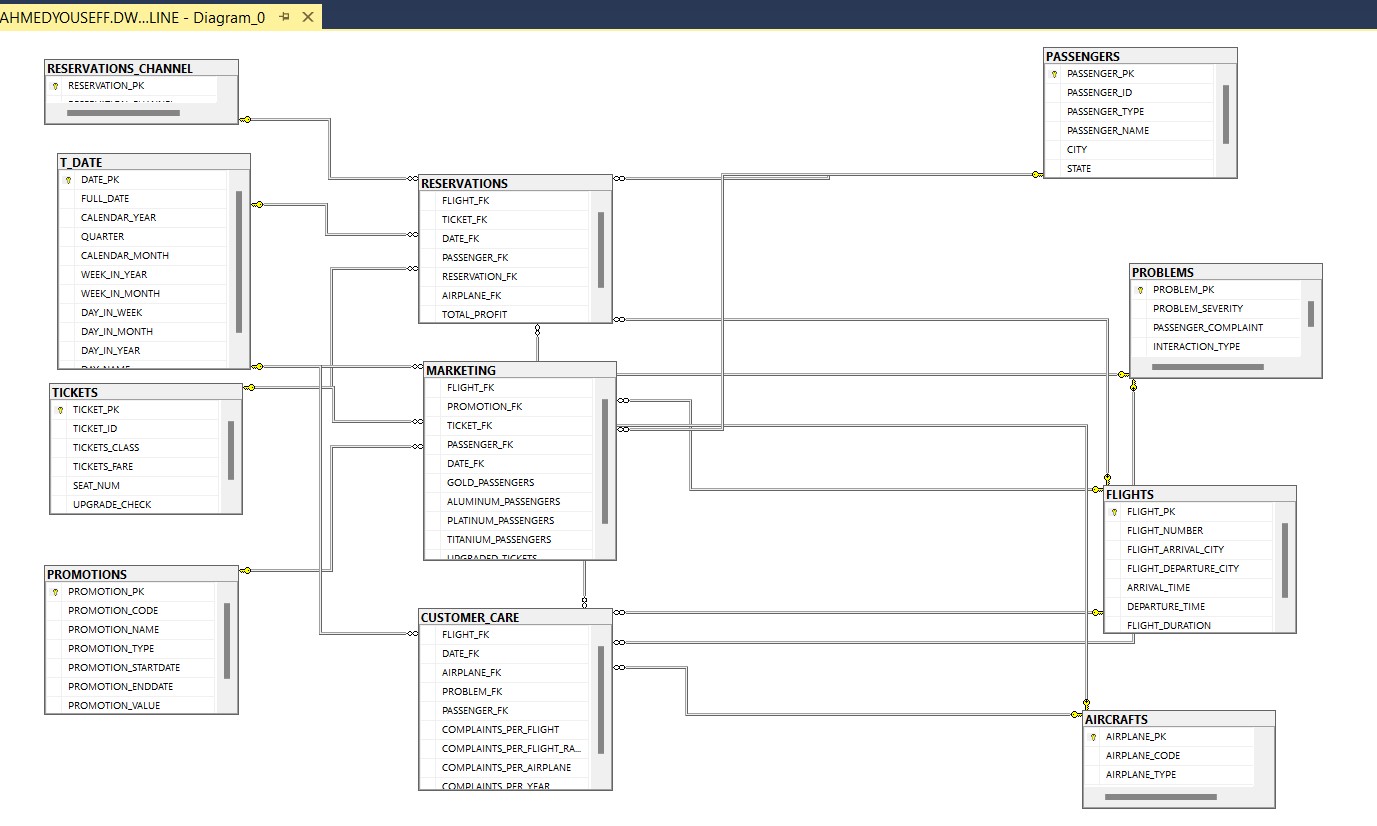 AHMEDYOUSEFF.DW...LINE - Diagram_0
RESERVATIONS_CHANNEL
RESERVATION_PK
T_DATE
DATE_PK
FULL_DATE
CALENDAR_YEAR
QUARTER
CALENDAR_MONTH
WEEK_IN_YEAR
WEEK_IN_MONTH
DAY_IN_WEEK
DAY_IN_MONTH
DAY_IN_YEAR
DAY_NAME
TICKETS
TICKET_PK
TICKET_ID
TICKETS_CLASS
TICKETS_FARE
SEAT_NUM
UPGRADE_CHECK
PROMOTIONS
PROMOTION_PK
PROMOTION_CODE
PROMOTION_NAME
PROMOTION_TYPE
PROMOTION_STARTDATE
PROMOTION_ENDDATE
PROMOTION_VALUE
RESERVATIONS
FLIGHT_FK
TICKET_FK
DATE_FK
PASSENGER_FK
RESERVATION_FK
AIRPLANE_FK
TOTAL_PROFIT
MARKETING
FLIGHT_FK
PROMOTION_FK
TICKET_FK
PASSENGER_FK
DATE_FK
GOLD_PASSENGERS
ALUMINUM_PASSENGERS
PLATINUM_PASSENGERS
TITANIUM_PASSENGERS
UPGRADED_TICKETS
CUSTOMER_CARE
FLIGHT_FK
DATE_FK
AIRPLANE_FK
PROBLEM_FK
PASSENGER_FK
COMPLAINTS_PER_FLIGHT
COMPLAINTS_PER_FLIGHT_RA...
COMPLAINTS_PER_AIRPLANE
COMPLAINTS_PER_YEAR
PASSENGERS
PASSENGER_PK
PASSENGER_ID
PASSENGER_TYPE
PASSENGER_NAME
CITY
STATE
PROBLEMS
PROBLEM_PK
PROBLEM_SEVERITY
PASSENGER_COMPLAINT
INTERACTION_TYPE
FLIGHTS
FLIGHT_PK
FLIGHT_NUMBER
FLIGHT_ARRIVAL_CITY
FLIGHT_DEPARTURE_CITY
ARRIVAL_TIME
DEPARTURE_TIME
FLIGHT_DURATION
AIRCRAFTS
AIRPLANE_PK
AIRPLANE_CODE
AIRPLANE_TYPE